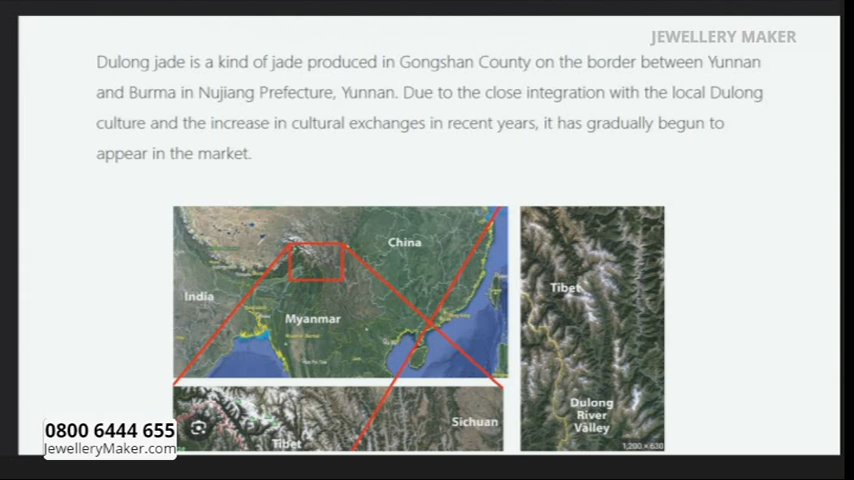 JEWELLERY MAKER
Dulong jade is a kind of jade produced in Gongshan County on the border between Yunnan
and Burma in Nujiang Prefecture, Yunnan. Due to the close integration with the local Dulong
culture and the increase in cultural exchanges in recent years, it has gradually begun to
appear in the market.
China
India
Myanmar
Tibet
Dulong
River
Valley
1,200 × 630
Sichuan
Tibet
0800 6444 655
JewelleryMaker.com